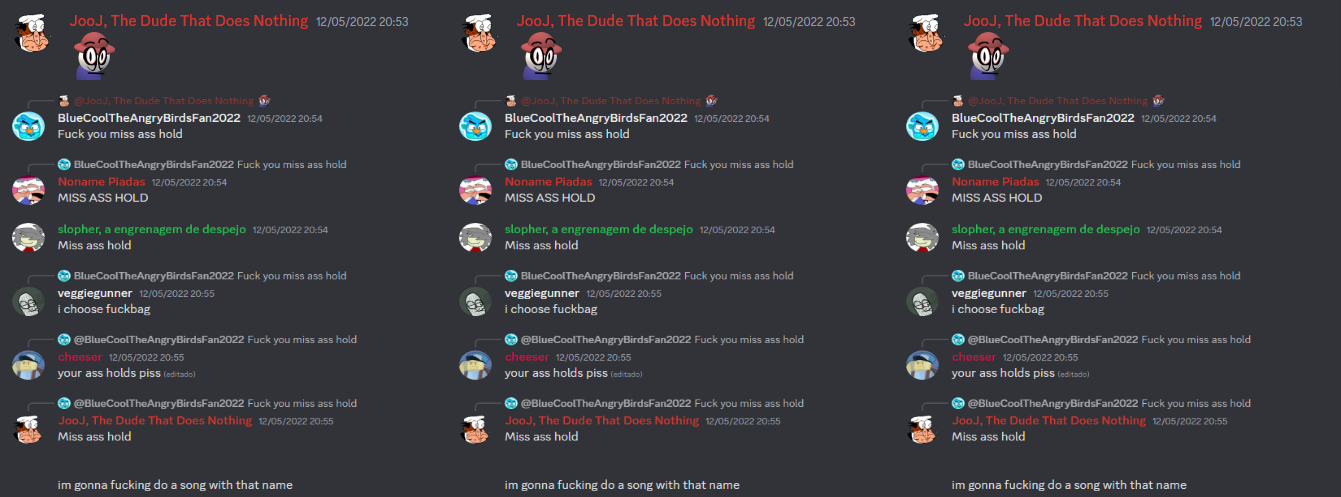 JooJ, The Dude That Does Nothing 12/05/2022 20:53
@JooJ, The Dude That Does Nothing
BlueCoolTheAngryBirdsFan2022 12/05/2022 20:54
Fuck you miss ass hold
BlueCoolTheAngryBirdsFan2022 Fuck you miss ass hold
Noname Piadas 12/05/2022 20:54
MISS ASS HOLD
slopher, a engrenagem de despejo 12/05/2022 20:54
Miss ass hold
BlueCoolTheAngryBirdsFan2022 Fuck you miss ass hold
veggiegunner 12/05/2022 20:55
i choose fuckbag
@BlueCoolTheAngryBirdsFan2022 Fuck you miss ass hold
cheeser 12/05/2022 20:55
your ass holds piss (editado)
@BlueCoolTheAngryBirdsFan2022 Fuck you miss ass hold
JooJ, The Dude That Does Nothing 12/05/2022 20:55
Miss ass hold
im gonna fucking do a song with that name
JooJ, The Dude That Does Nothing 12/05/2022 20:53
@JooJ, The Dude That Does Nothing
BlueCoolTheAngryBirdsFan2022 12/05/2022 20:54
Fuck you miss ass hold
BlueCoolTheAngryBirdsFan2022 Fuck you miss ass hold
Noname Piadas 12/05/2022 20:54
MISS ASS HOLD
slopher, a engrenagem de despejo 12/05/2022 20:54
Miss ass hold
BlueCoolTheAngryBirdsFan2022 Fuck you miss ass hold
veggiegunner 12/05/2022 20:55
i choose fuckbag
@BlueCoolTheAngryBirdsFan2022 Fuck you miss ass hold
cheeser 12/05/2022 20:55
your ass holds piss (editado)
@BlueCoolTheAngryBirdsFan2022 Fuck you miss ass hold
JooJ, The Dude That Does Nothing 12/05/2022 20:55
Miss ass hold
im gonna fucking do a song with that name
JooJ, The Dude That Does Nothing 12/05/2022 20:53
@JooJ, The Dude That Does Nothing
BlueCoolTheAngryBirdsFan2022 12/05/2022 20:54
Fuck you miss ass hold
BlueCoolTheAngryBirdsFan2022 Fuck you miss ass hold
Noname Piadas 12/05/2022 20:54
MISS ASS HOLD
slopher, a engrenagem de despejo 12/05/2022 20:54
Miss ass hold
BlueCoolTheAngryBirdsFan2022 Fuck you miss ass hold
veggiegunner 12/05/2022 20:55
i choose fuckbag
@BlueCoolTheAngryBirdsFan2022 Fuck you miss ass hold
cheeser 12/05/2022 20:55
your ass holds piss (editado)
@BlueCoolTheAngryBirdsFan2022 Fuck you miss ass hold
JooJ, The Dude That Does Nothing 12/05/2022 20:55
Miss ass hold
im gonna fucking do a song with that name